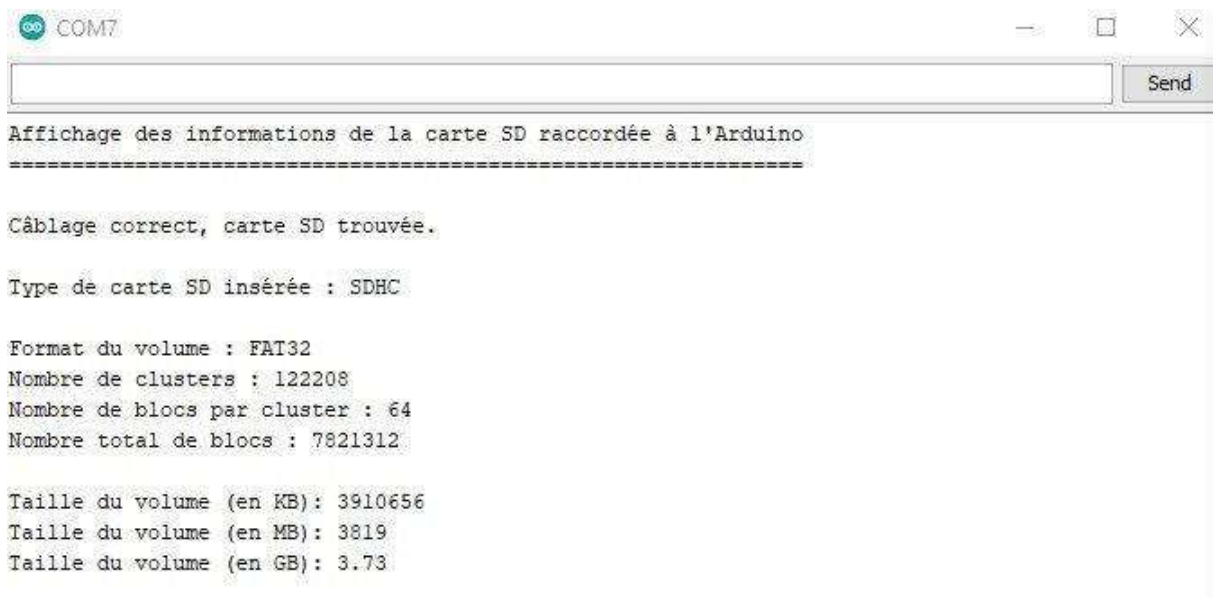 COM7
Send
Affichage des informations de la carte SD raccordée à l'Arduino
===============================================================
Câblage correct, carte SD trouvée.
Type de carte SD insérée : SDHC
Format du volume : FAT32
Nombre de clusters : 122208
Nombre de blocs par cluster : 64
Nombre total de blocs : 7821312
Taille du volume (en KB): 3910656
Taille du volume (en MB): 3819
Taille du volume (en GB): 3.73